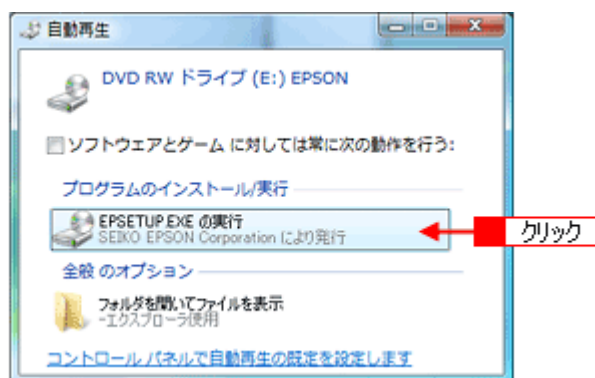 自動再生
DVD RW ドライブ (E:) EPSON
ソフトウェアとゲーム に対しては常に次の動作を行う:
プログラムのインストール/実行
EPSETUP.EXE の実行
SEIKO EPSON Corporation により発行
クリック
全般 のオプション
フォルダを開いてファイルを表示
-エクスプローラ使用
コントロール パネルで自動再生の既定を設定します